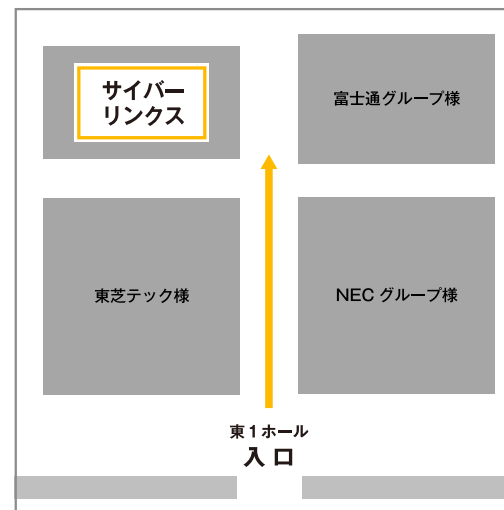 サイバー
リンクス
富士通グループ様
東芝テック様
NEC グループ様
東1ホール
入口